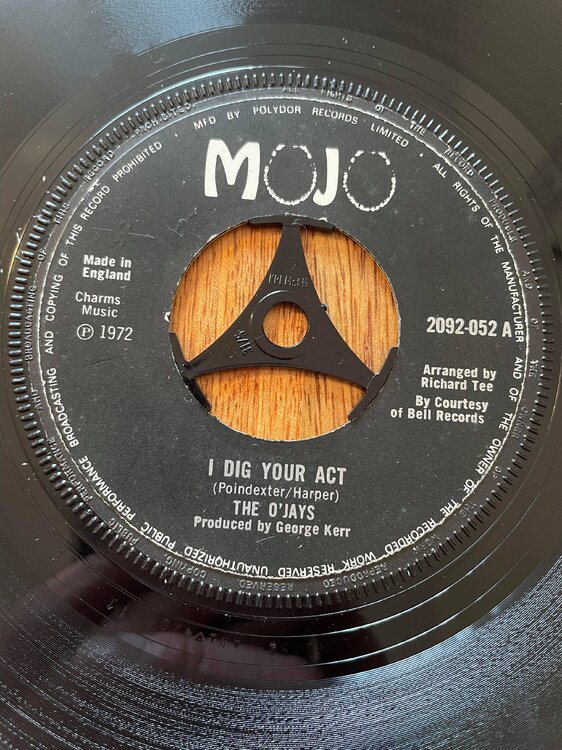 MFD BY POLYDOR RECORDS LIMITED ALL RIGHTS OF THE MANUFACTURER AND OF THE OWNER OF THE RECORDED WORK RESERVED UNAUTHORIZED PUBLIC PERFORMANCE BROADCASTING AND COPYING OF THIS RECORD PROHIBITED
MOJO
Made in
England
Charms
Music
℗ 1972
2092-052 A
Arranged by
Richard Tee
By Courtesy
of Bell Records
I DIG YOUR ACT
(Poindexter/Harper)
THE O'JAYS
Produced by George Kerr